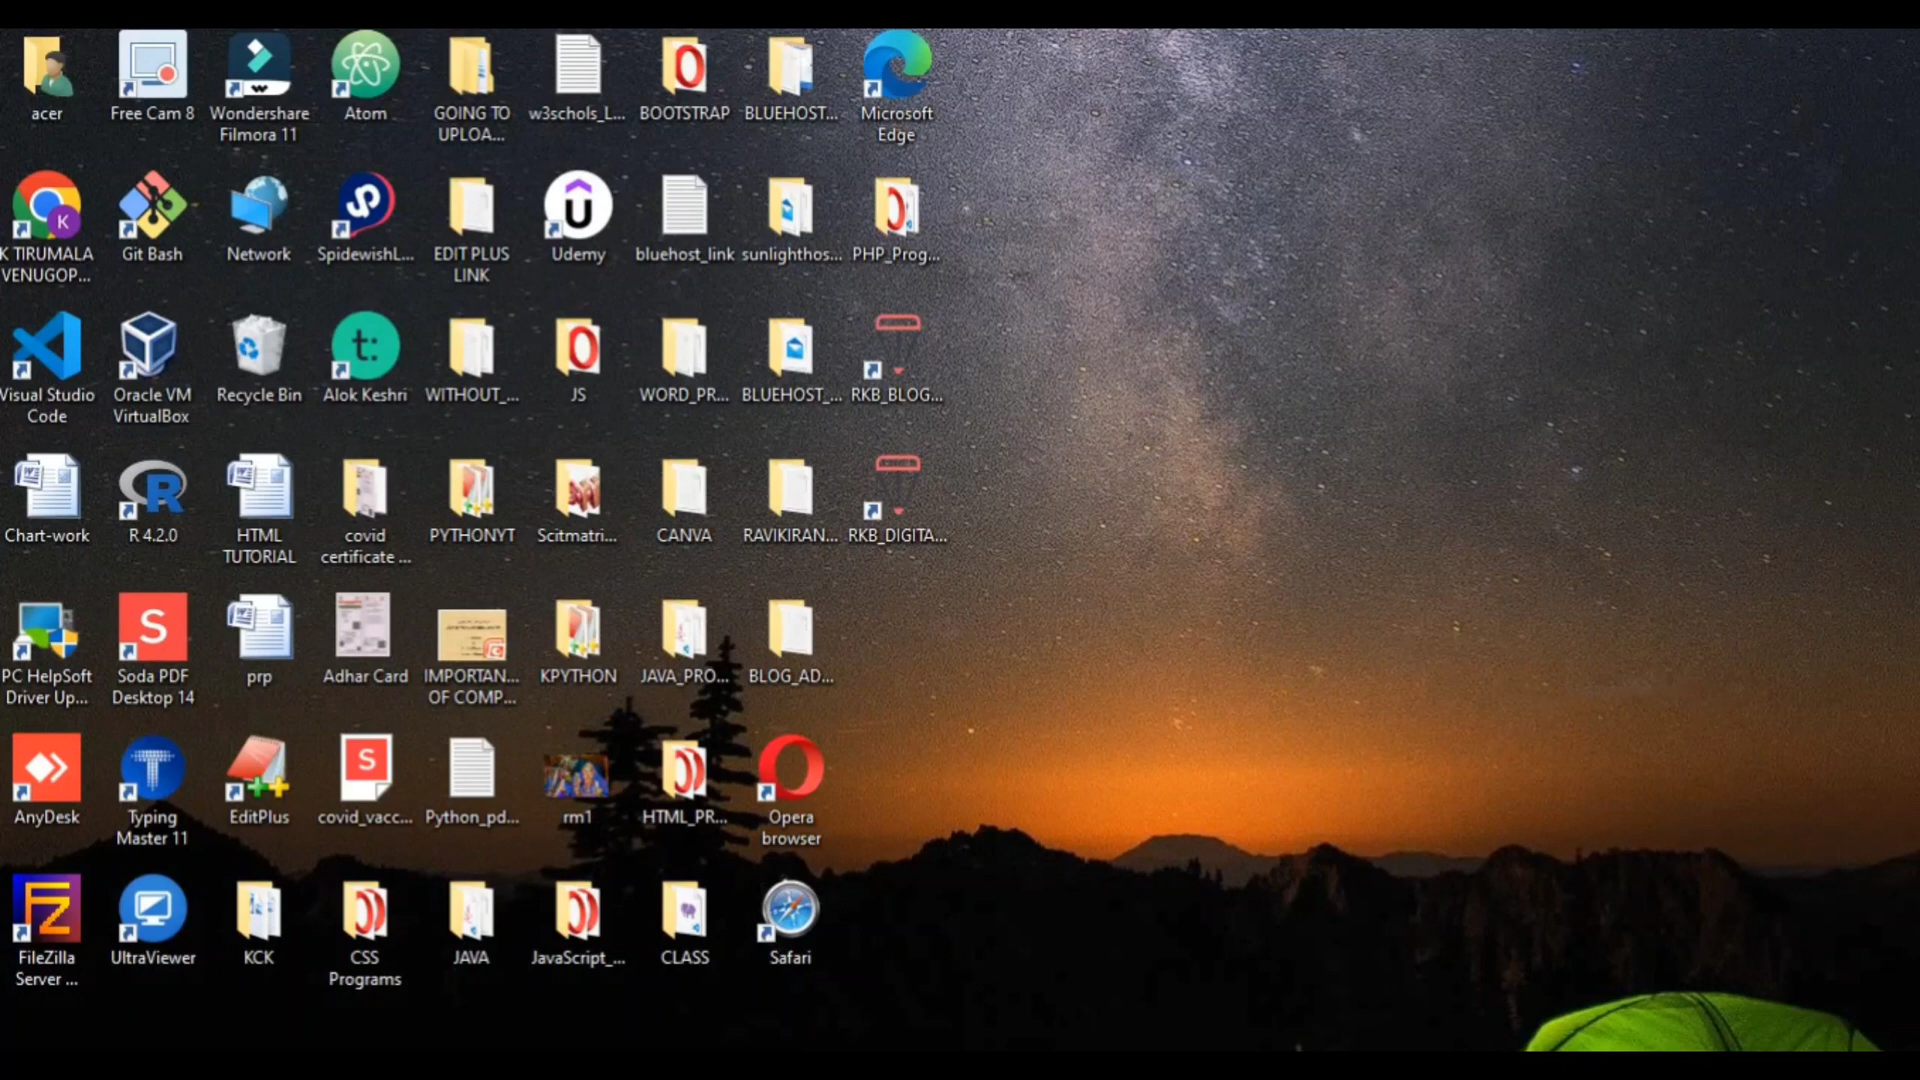 acer
Free Cam 8
Wondershare
Filmora 11
Atom
GOING TO
UPLOA...
w3schols_L...
BOOTSTRAP
BLUEHOST...
Microsoft
Edge
K TIRUMALA
VENUGOP...
Git Bash
Network
SpidewishL...
EDIT PLUS
LINK
Udemy
bluehost_link
sunlighthos...
PHP_Prog...
Visual Studio
Code
Oracle VM
VirtualBox
Recycle Bin
Alok Keshri
WITHOUT_...
JS
WORD_PR...
BLUEHOST_...
RKB_BLOG...
Chart-work
R 4.2.0
HTML
TUTORIAL
covid
certificate ...
PYTHONYT
Scitmatri...
CANVA
RAVIKIRAN...
RKB_DIGITA...
PC HelpSoft
Driver Up...
Soda PDF
Desktop 14
prp
Adhar Card
IMPORTAN...
OF COMP...
KPYTHON
JAVA_PRO...
BLOG_AD...
AnyDesk
Typing
Master 11
EditPlus
covid_vacc...
Python_pd...
rm1
HTML_PR...
Opera
browser
FileZilla
Server ...
UltraViewer
KCK
CSS
Programs
JAVA
JavaScript_...
CLASS
Safari